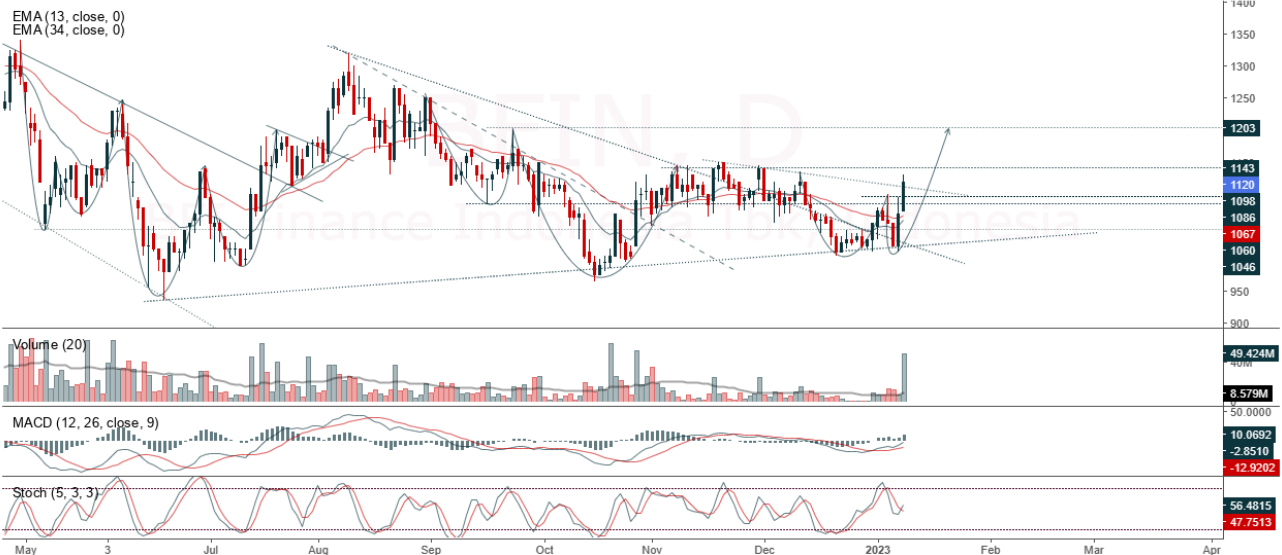 EMA (13, close, 0)
EMA (34, close, 0)
BFIN, D
1400
1350
1300
1250
1203
1143
1120
1098
1086
1067
1060
1046
950
900
Volume (20)
49.424M
40M
8.579M
MACD (12, 26, close, 9)
50.0000
10.0692
-2.8510
-12.9202
Stoch (5, 3, 3)
56.4815
47.7513
May 3 Jul Aug Sep Oct Nov Dec 2023 Feb Mar Apr